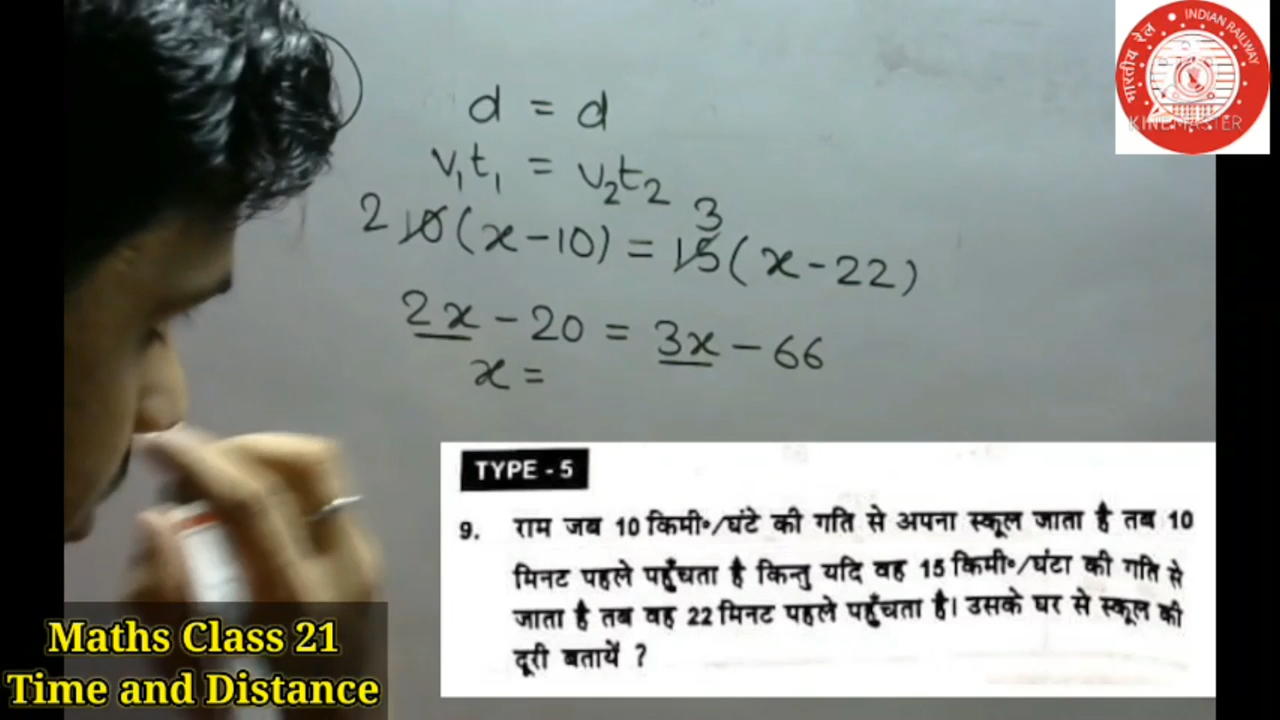 d = d
v₁t₁ = v₂t₂
2 10(x-10) = 3 15(x-22)
2x - 20 = 3x - 66
x =
TYPE - 5
9. राम जब 10 किमी॰/घंटे की गति से अपना स्कूल जाता है तब 10
मिनट पहले पहुँचता है किन्तु यदि वह 15 किमी॰/घंटा की गति से
जाता है तब वह 22 मिनट पहले पहुँचता है। उसके घर से स्कूल की
दूरी बतायें ?
Maths Class 21
Time and Distance
भारतीय रेल INDIAN RAILWAY
KINEMASTER